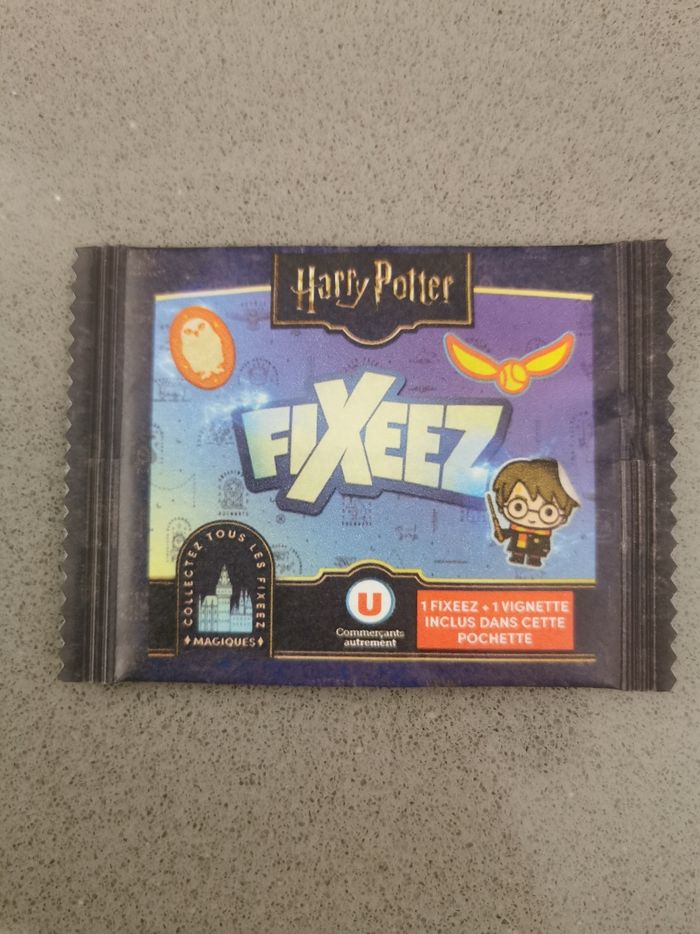 Harry Potter
FIXEEZ
COLLECTEZ TOUS LES FIXEEZ
MAGIQUES
U
Commerçants
autrement
1 FIXEEZ + 1 VIGNETTE
INCLUS DANS CETTE
POCHETTE